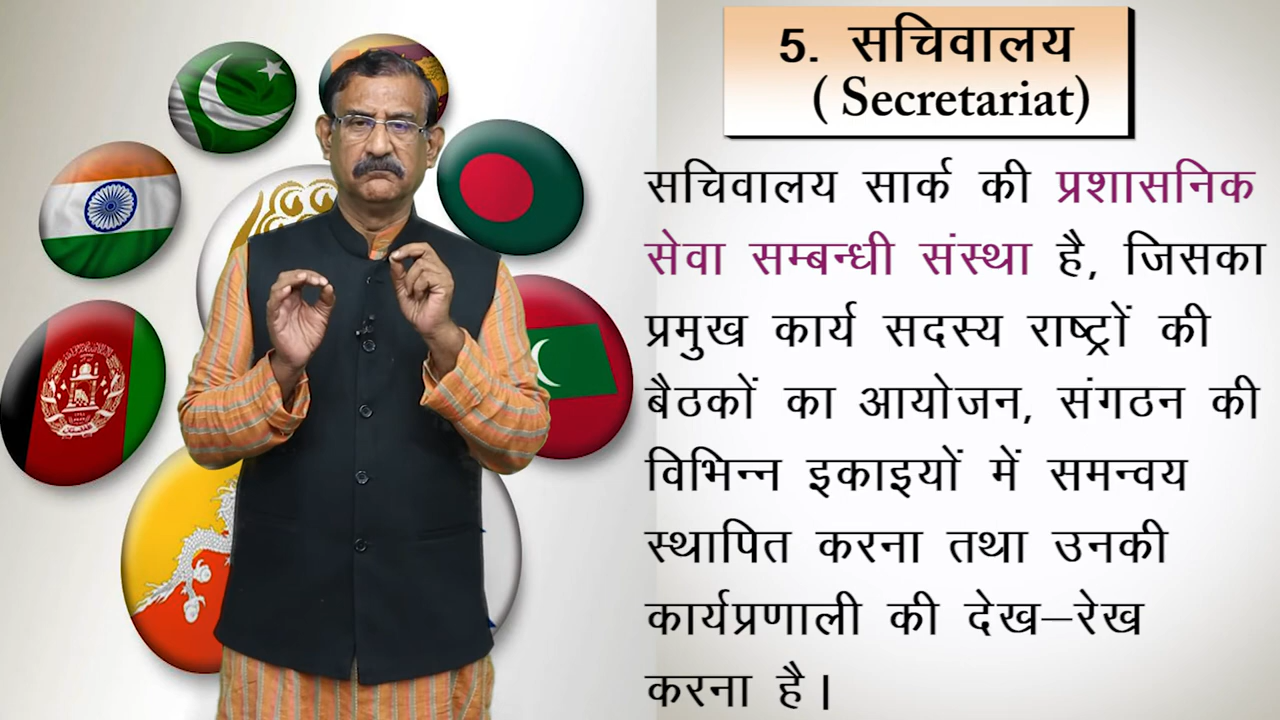 5. सचिवालय
( Secretariat)
सचिवालय सार्क की प्रशासनिक
सेवा सम्बन्धी संस्था है, जिसका
प्रमुख कार्य सदस्य राष्ट्रों की
बैठकों का आयोजन, संगठन की
विभिन्न इकाइयों में समन्वय
स्थापित करना तथा उनकी
कार्यप्रणाली की देख–रेख
करना है।